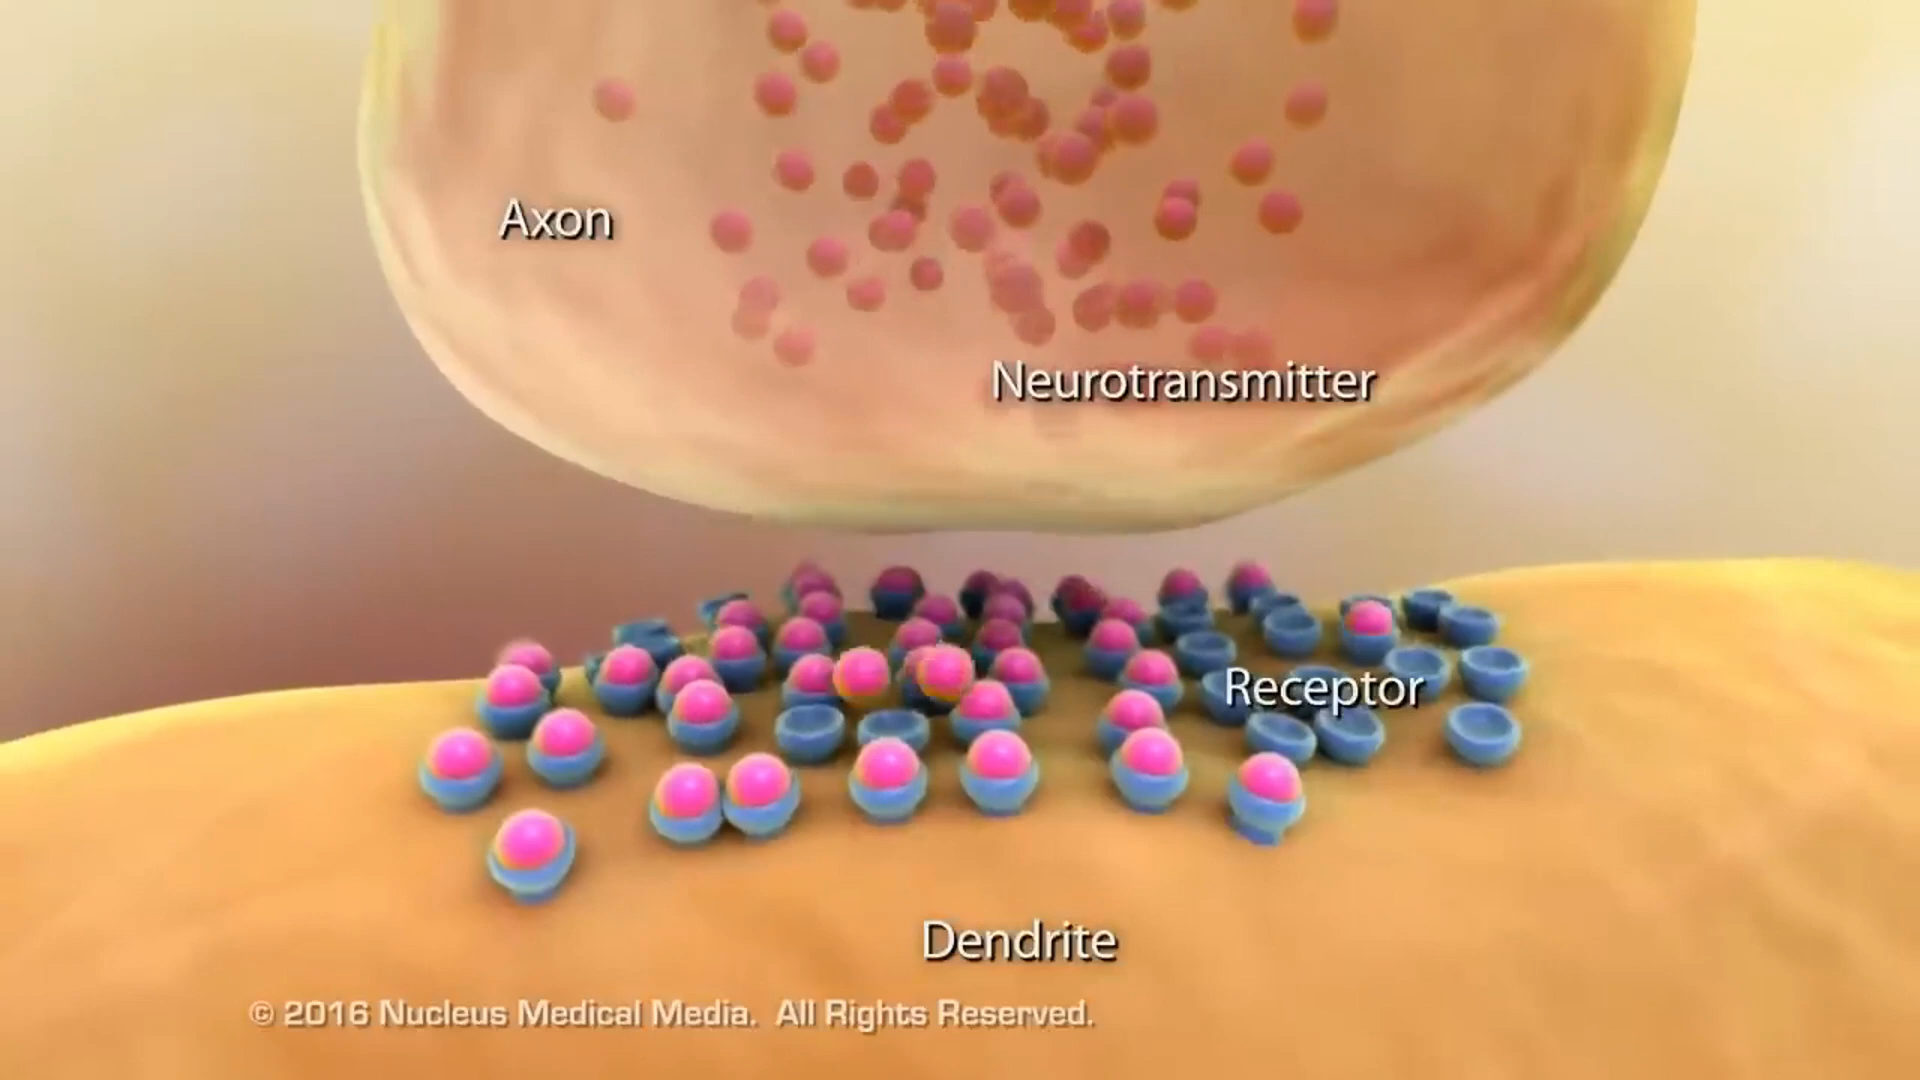 Axon
Neurotransmitter
Receptor
Dendrite
© 2016 Nucleus Medical Media. All Rights Reserved.